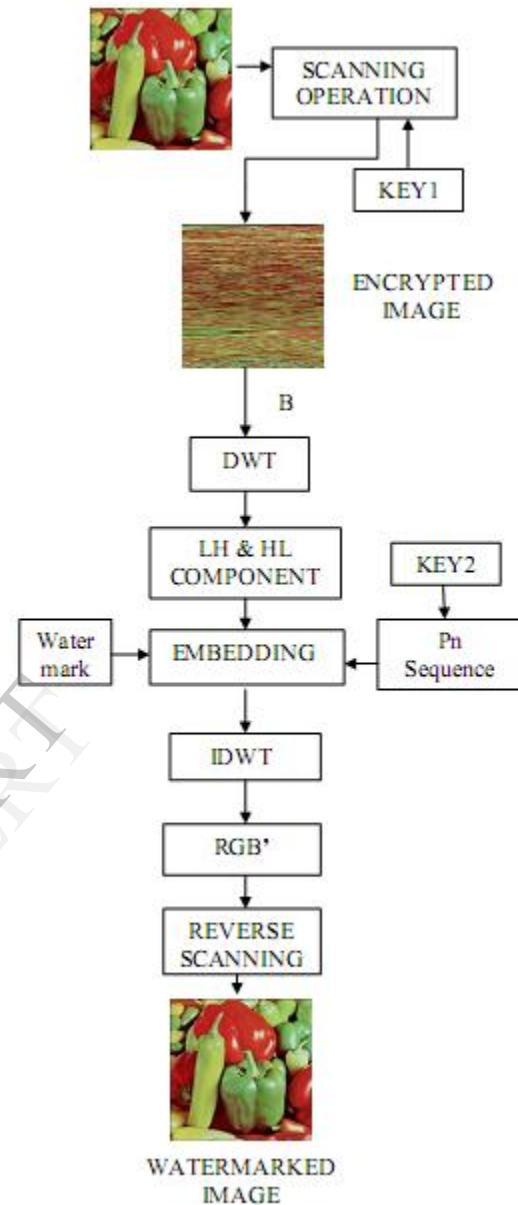 SCANNING
OPERATION
KEY1
ENCRYPTED
IMAGE
B
DWT
LH & HL
COMPONENT
KEY2
Water
mark
EMBEDDING
Pn
Sequence
IDWT
RGB’
REVERSE
SCANNING
WATERMARKED
IMAGE